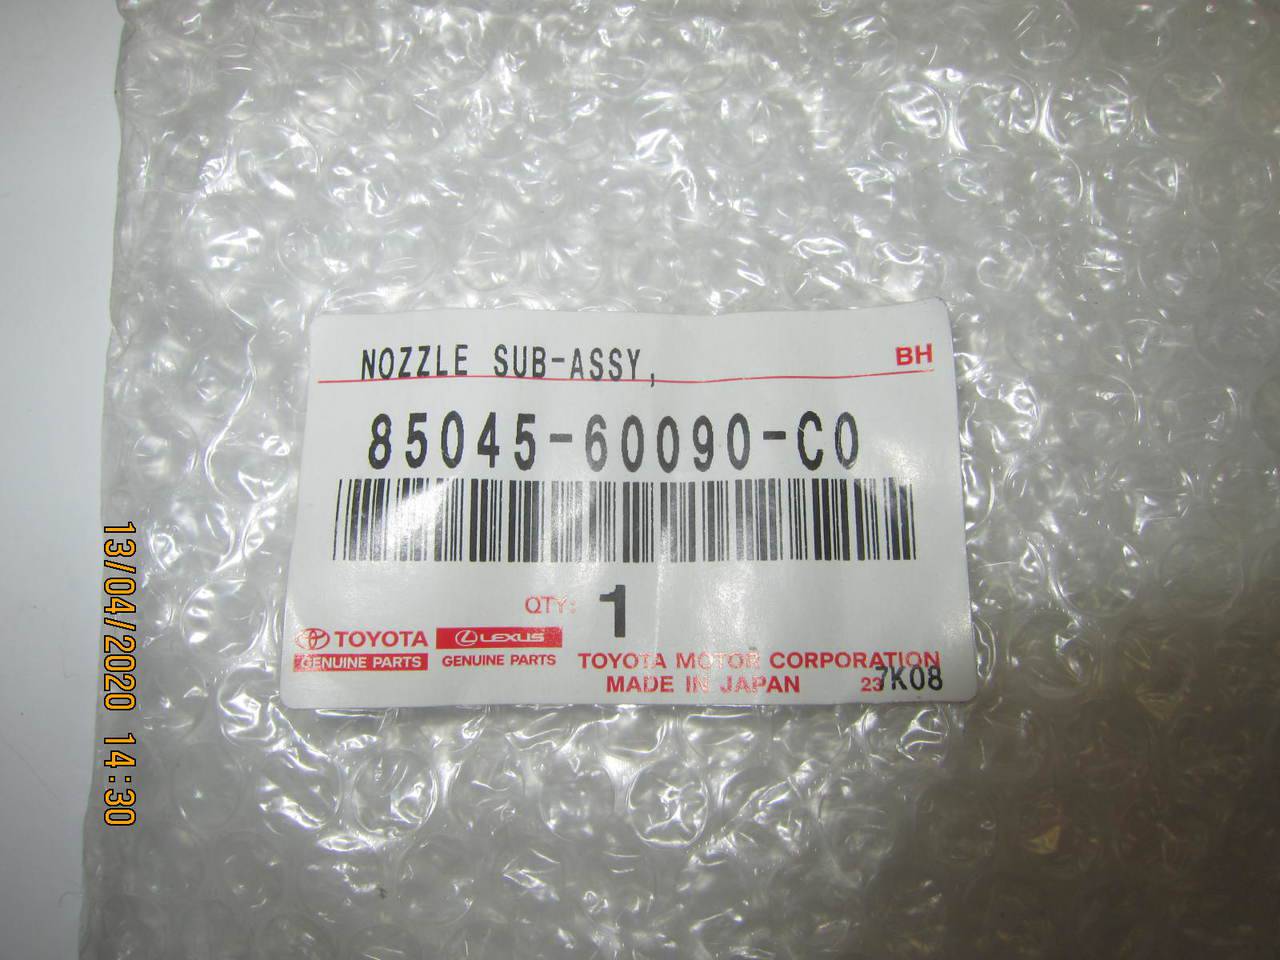 NOZZLE SUB-ASSY,
BH
85045-60090-C0
QTY: 1
TOYOTA
GENUINE PARTS
LEXUS
GENUINE PARTS
TOYOTA MOTOR CORPORATION
MADE IN JAPAN
23 7K08
13/04/2020 14:30